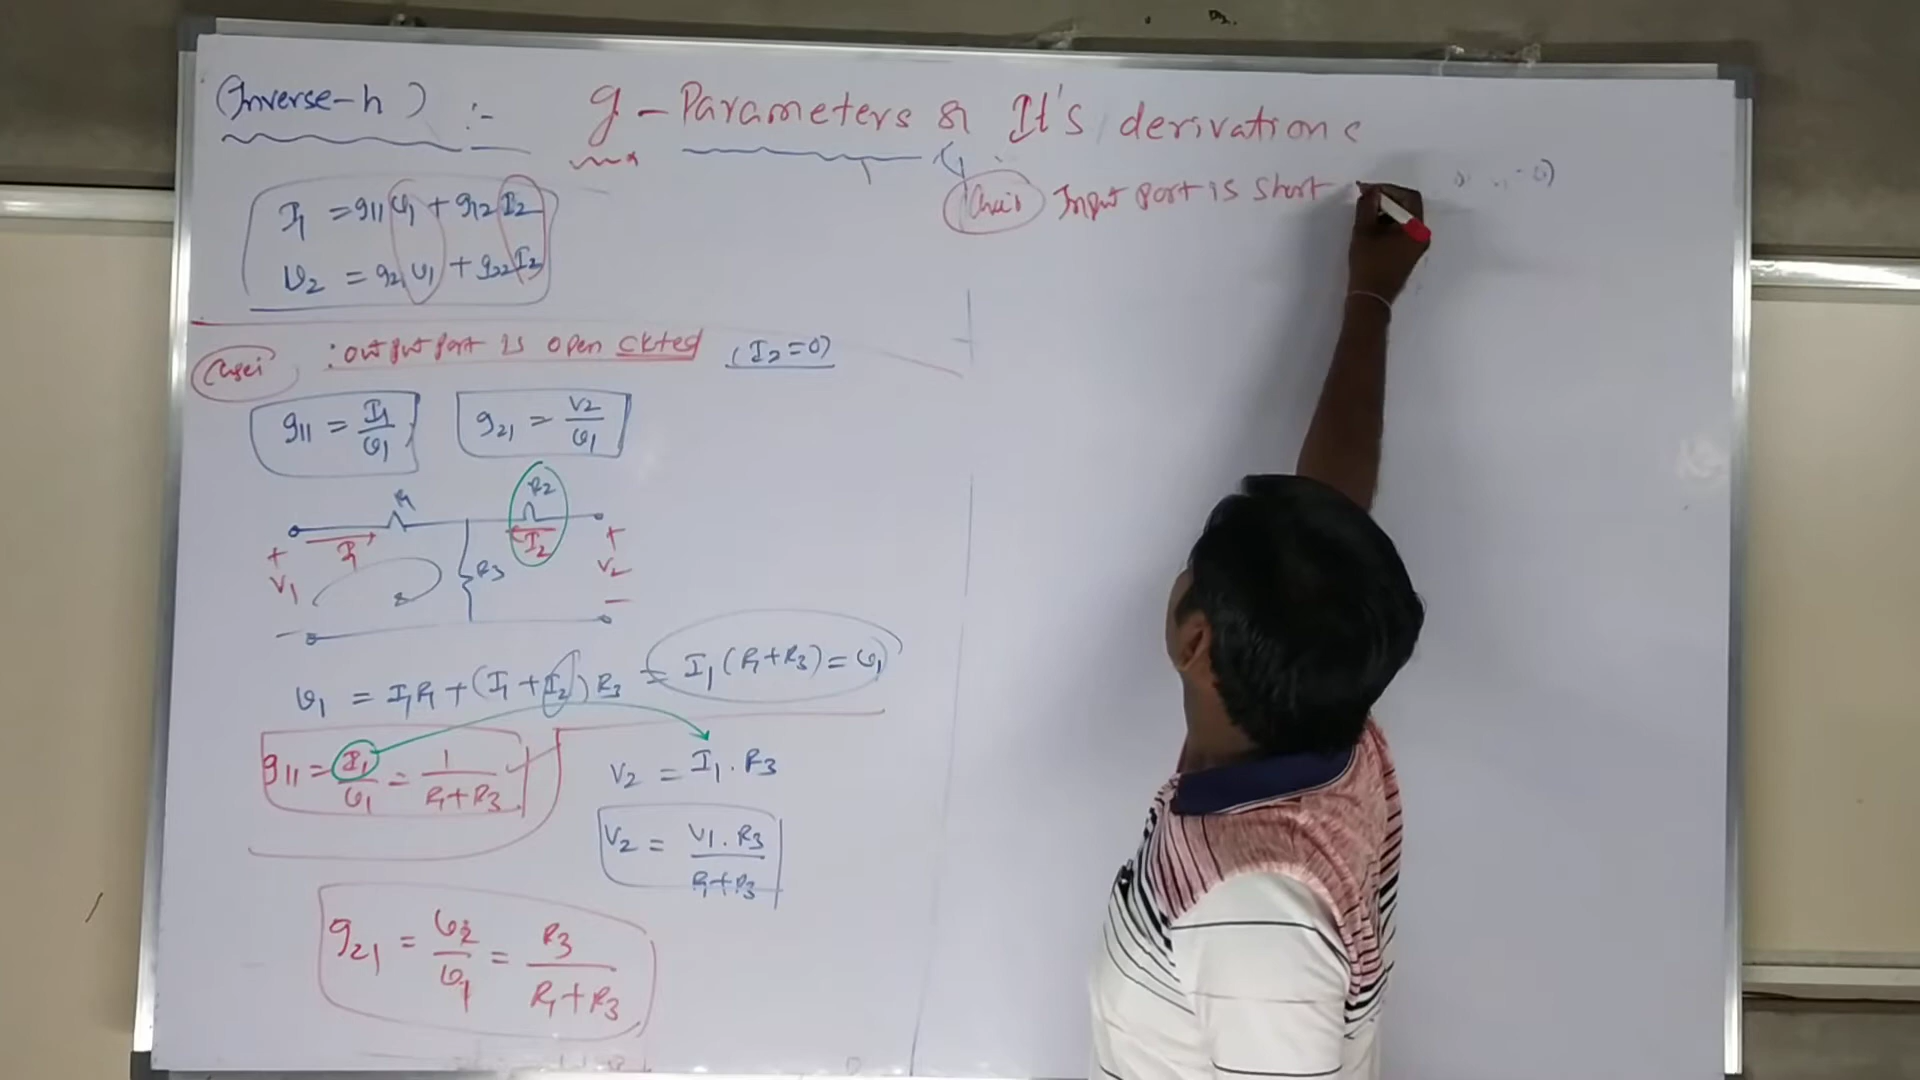 (Inverse-h) :- g-Parameters & It's derivations
I1 = g11 V1 + g12 I2
V2 = g21 V1 + g22 I2
Case i : output port is open ckted (I2=0)
g11 = I1/V1
g21 = V2/V1
R1
R2
I1
I2
R3
+
V1
+
V2
-
V1 = I1R1 + (I1+I2)R3 = I1(R1+R3) = V1
g11 = I1/V1 = 1/(R1+R3)
V2 = I1.R3
V2 = V1.R3/(R1+R3)
g21 = V2/V1 = R3/(R1+R3)
Case ii Input port is short